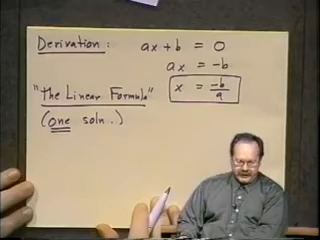 Derivation: ax + b = 0
ax = -b
"The Linear Formula" x = -b/a
(one soln..)